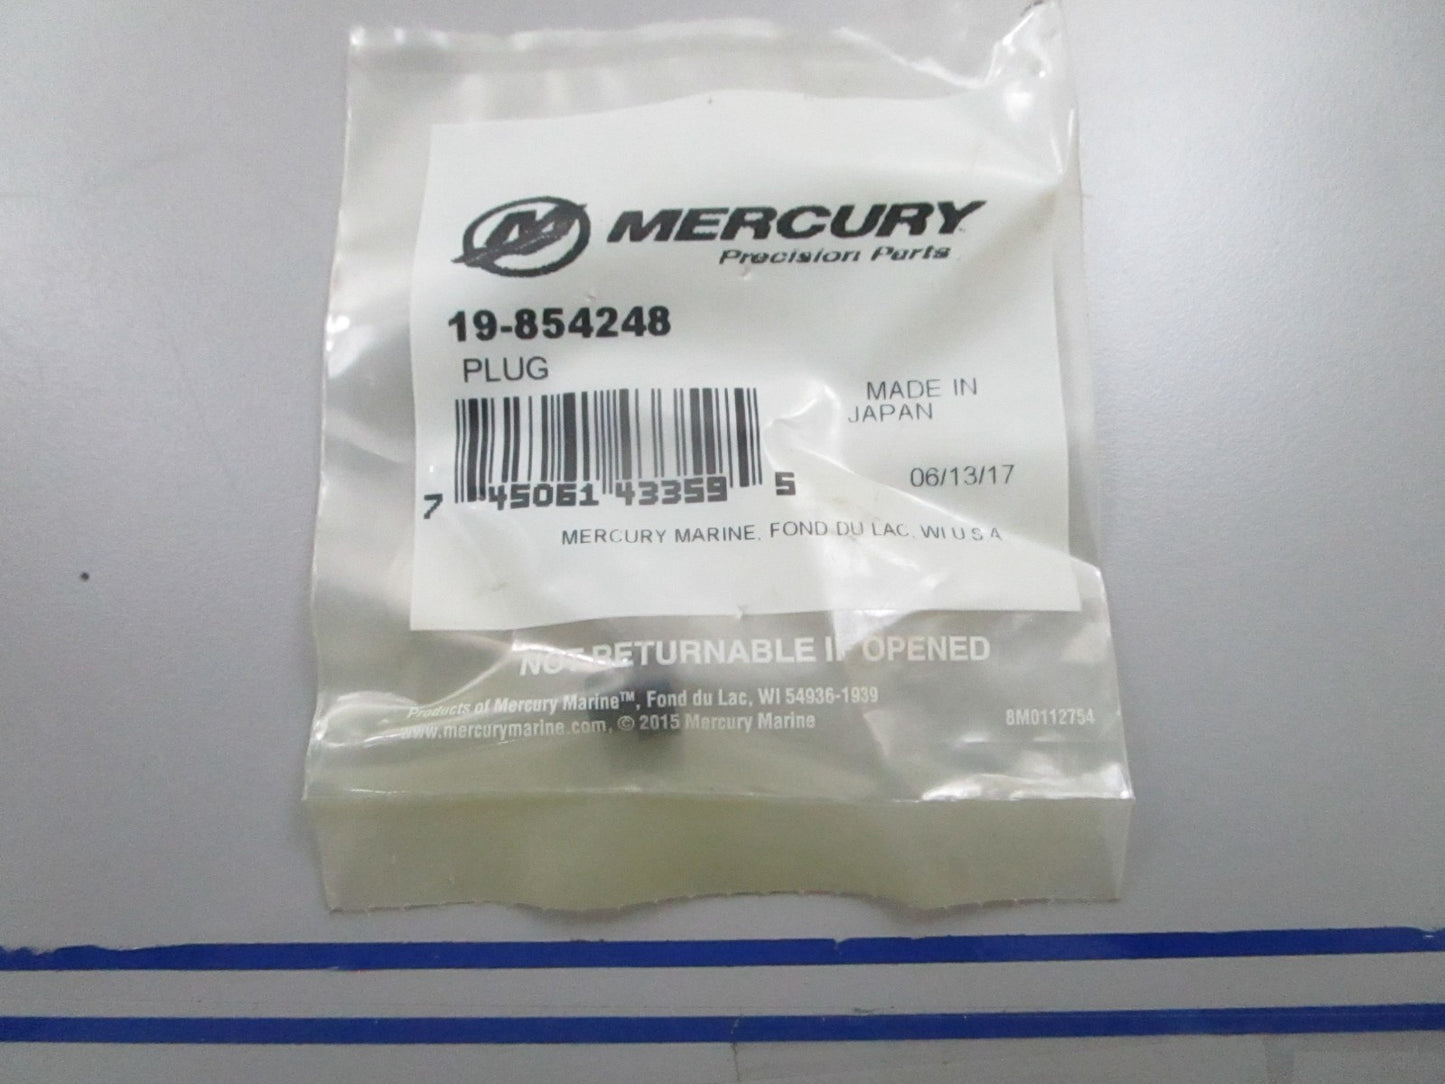 MERCURY
Precision Parts
19-854248
PLUG
MADE IN
JAPAN
7 45061 43359 5
06/13/17
MERCURY MARINE, FOND DU LAC, WI U S A
NOT RETURNABLE IF OPENED
Products of Mercury Marine™, Fond du Lac, WI 54936-1939
www.mercurymarine.com, © 2015 Mercury Marine
8M0112754